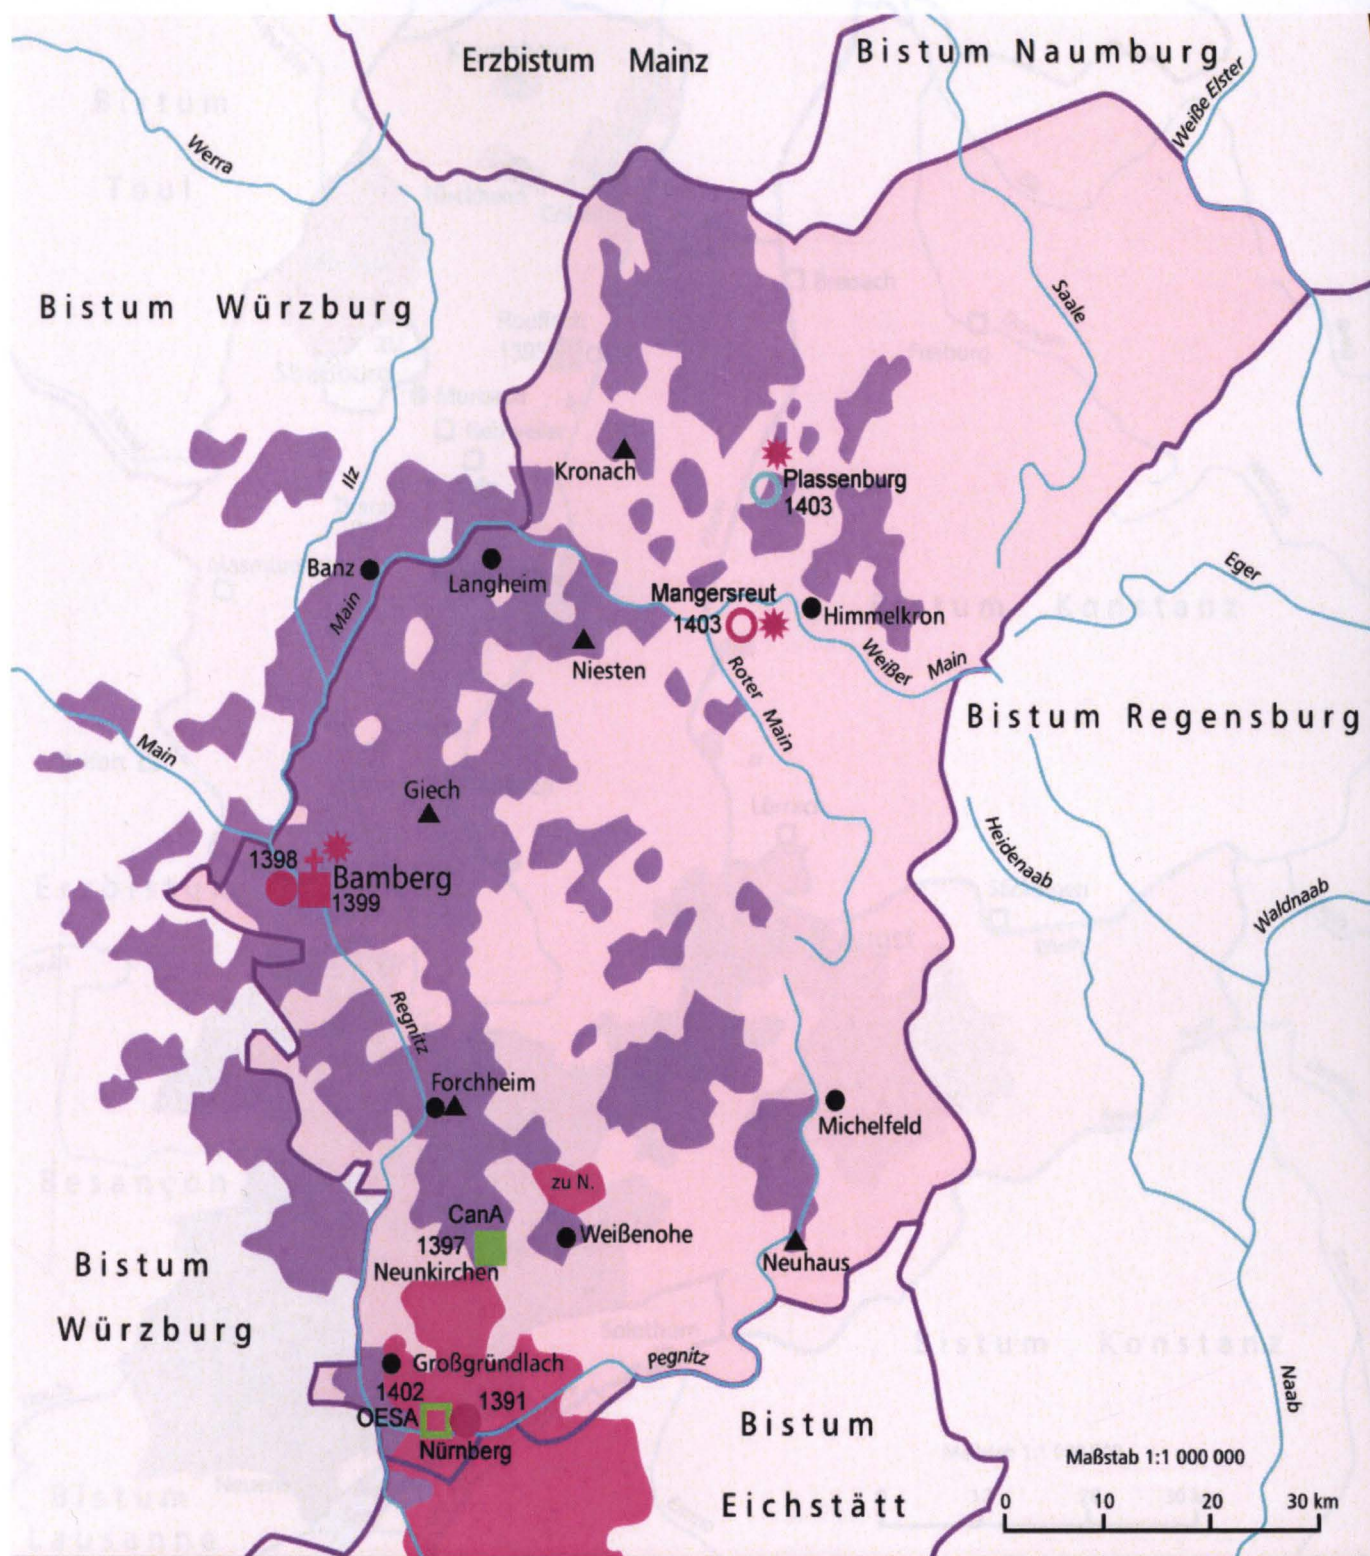 Erzbistum Mainz
Bistum Naumburg
Weiße Elster
Werra
Bistum Würzburg
Saale
Kronach
Plassenburg
1403
Ilz
Banz
Langheim
Main
Mangersreut
1403
Himmelkron
Eger
Niesten
Roter Main
Weißer Main
Bistum Regensburg
Main
Giech
Heidenaab
1398
Bamberg
1399
Waldnaab
Regnitz
Forchheim
Michelfeld
zu N.
CanA
1397
Neunkirchen
Weißenohe
Neuhaus
Bistum
Würzburg
Großgründlach
Pegnitz
1402
1391
OESA
Nürnberg
Naab
Bistum
Eichstätt
Maßstab 1:1 000 000
0 10 20 30 km